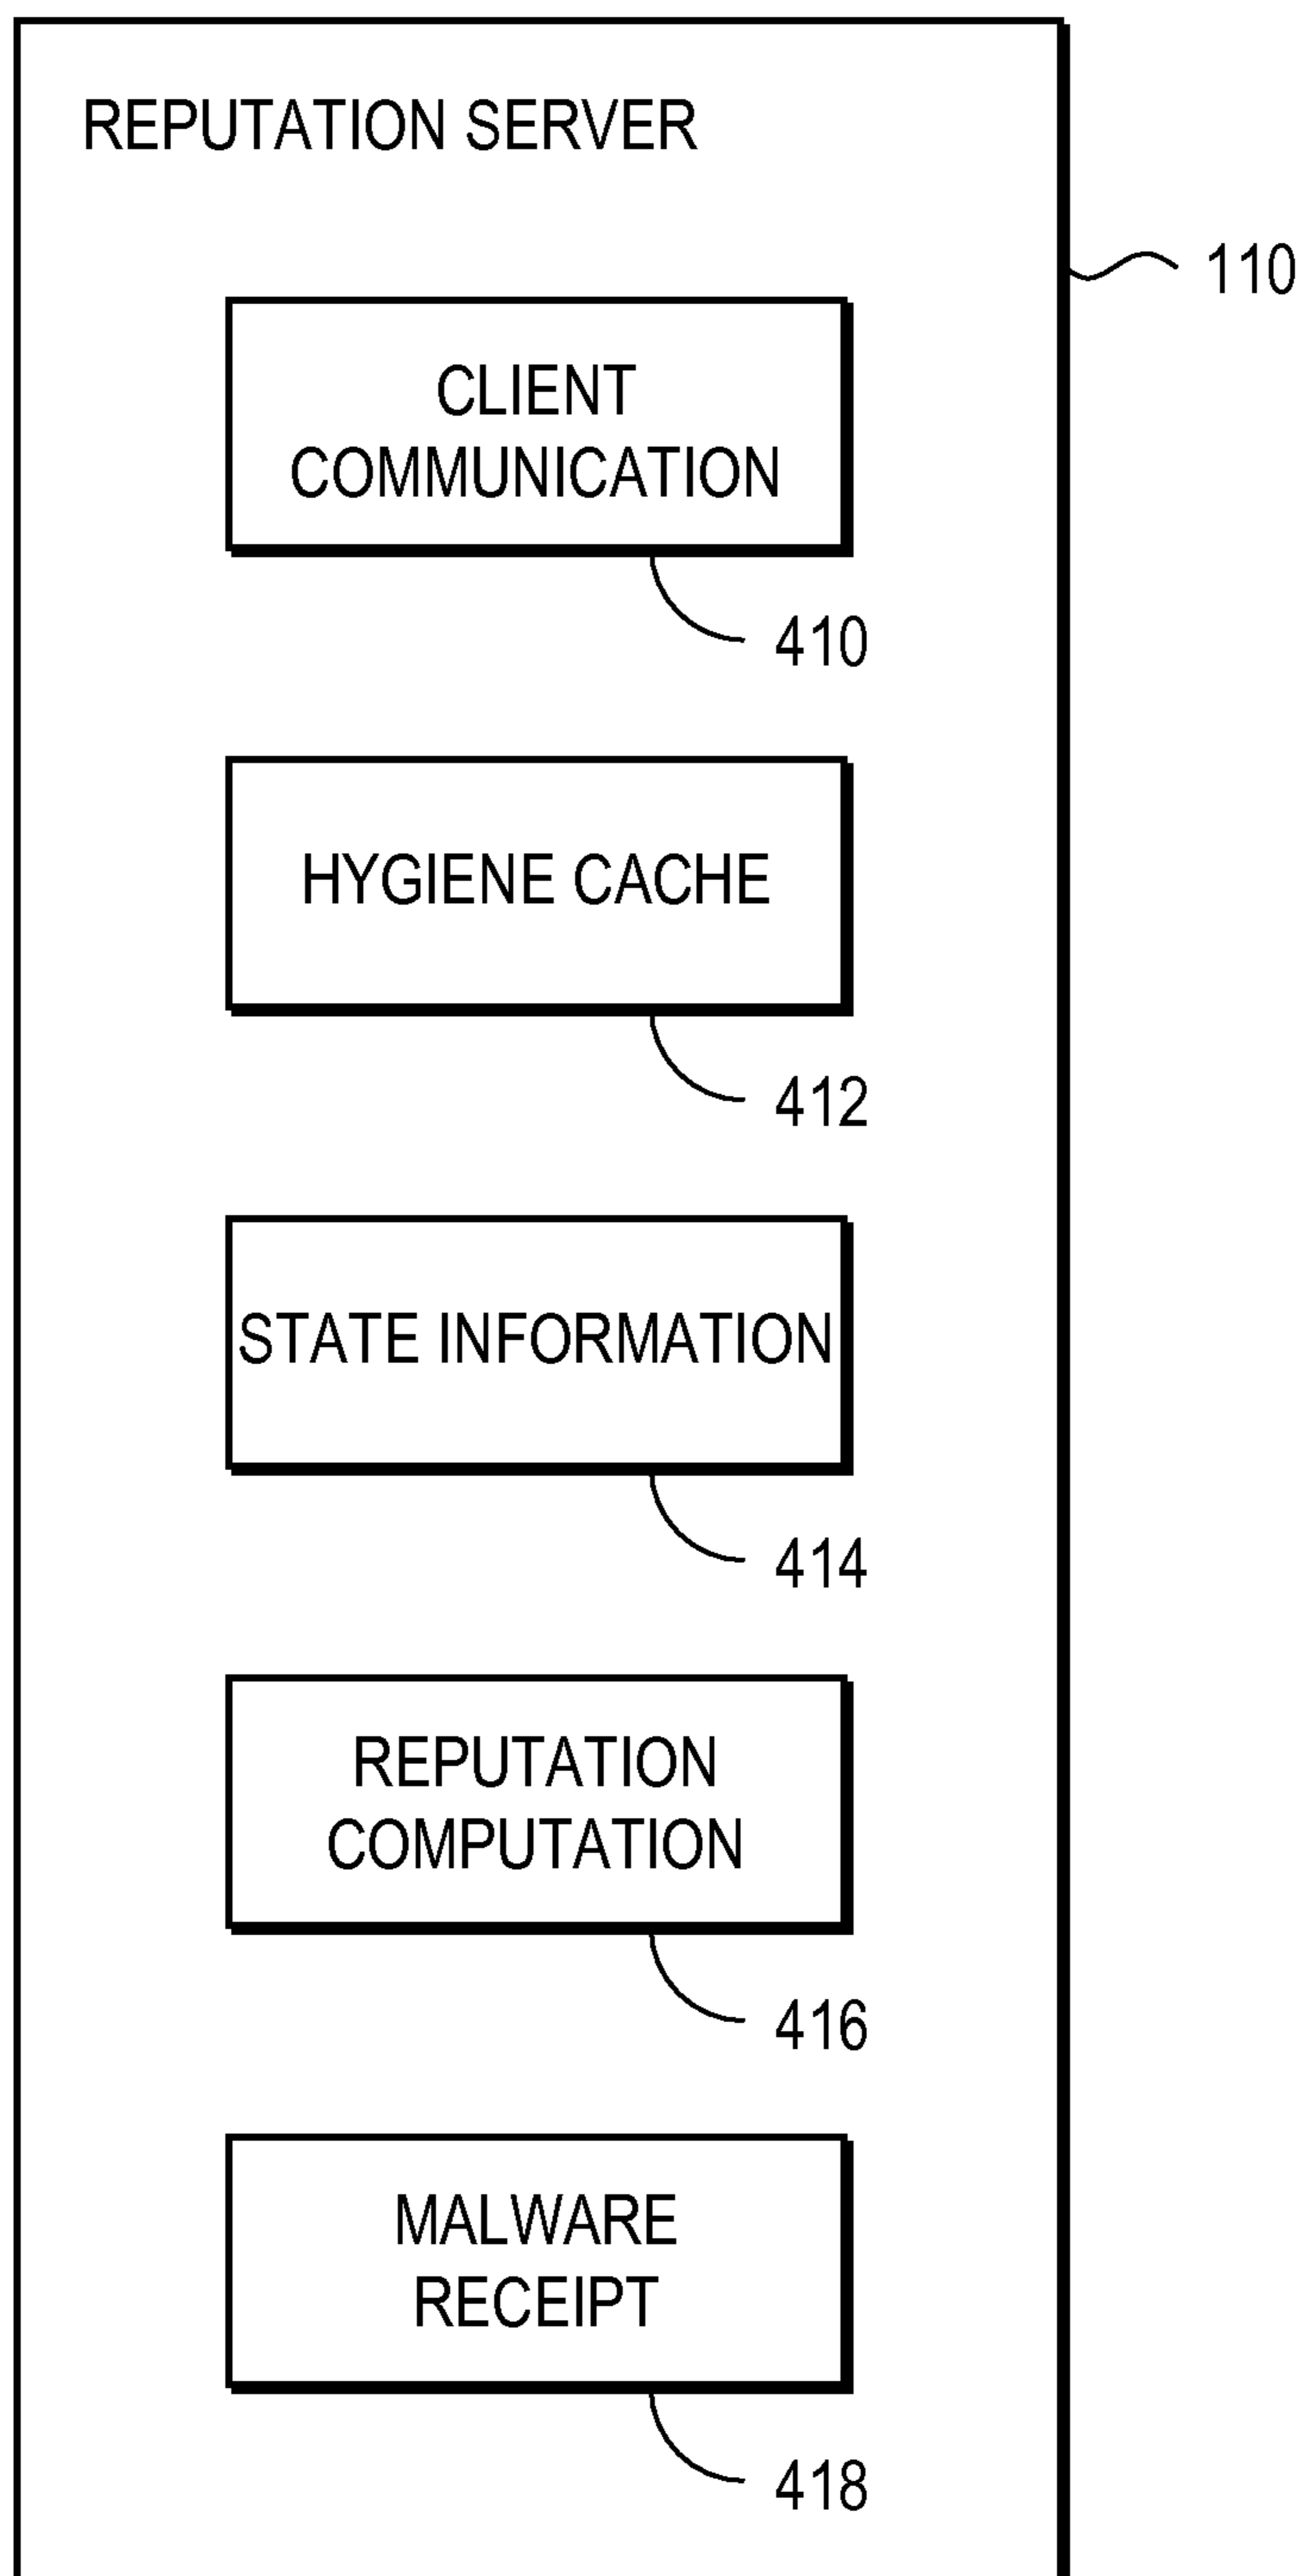 REPUTATION SERVER
110
CLIENT
COMMUNICATION
410
HYGIENE CACHE
412
STATE INFORMATION
414
REPUTATION
COMPUTATION
416
MALWARE
RECEIPT
418